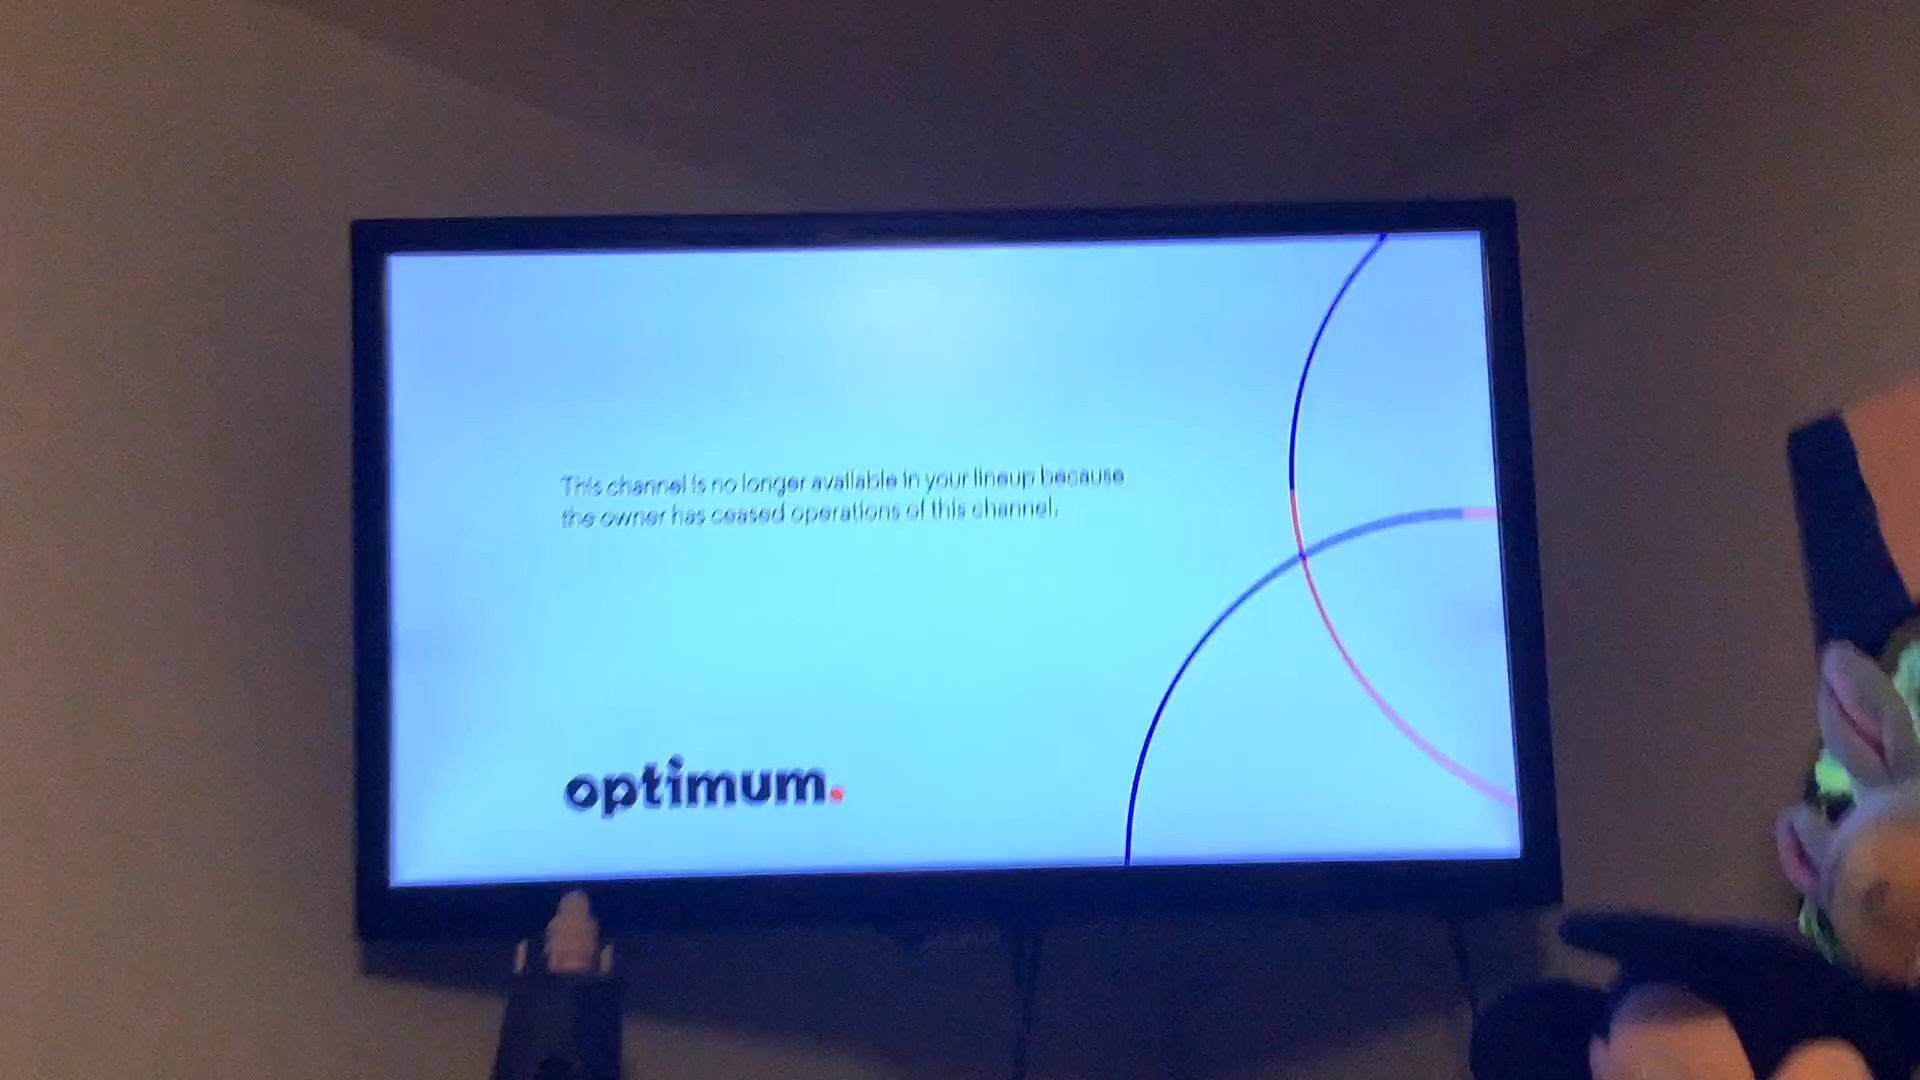 This channel is no longer available in your lineup because
the owner has ceased operations of this channel.
optimum.